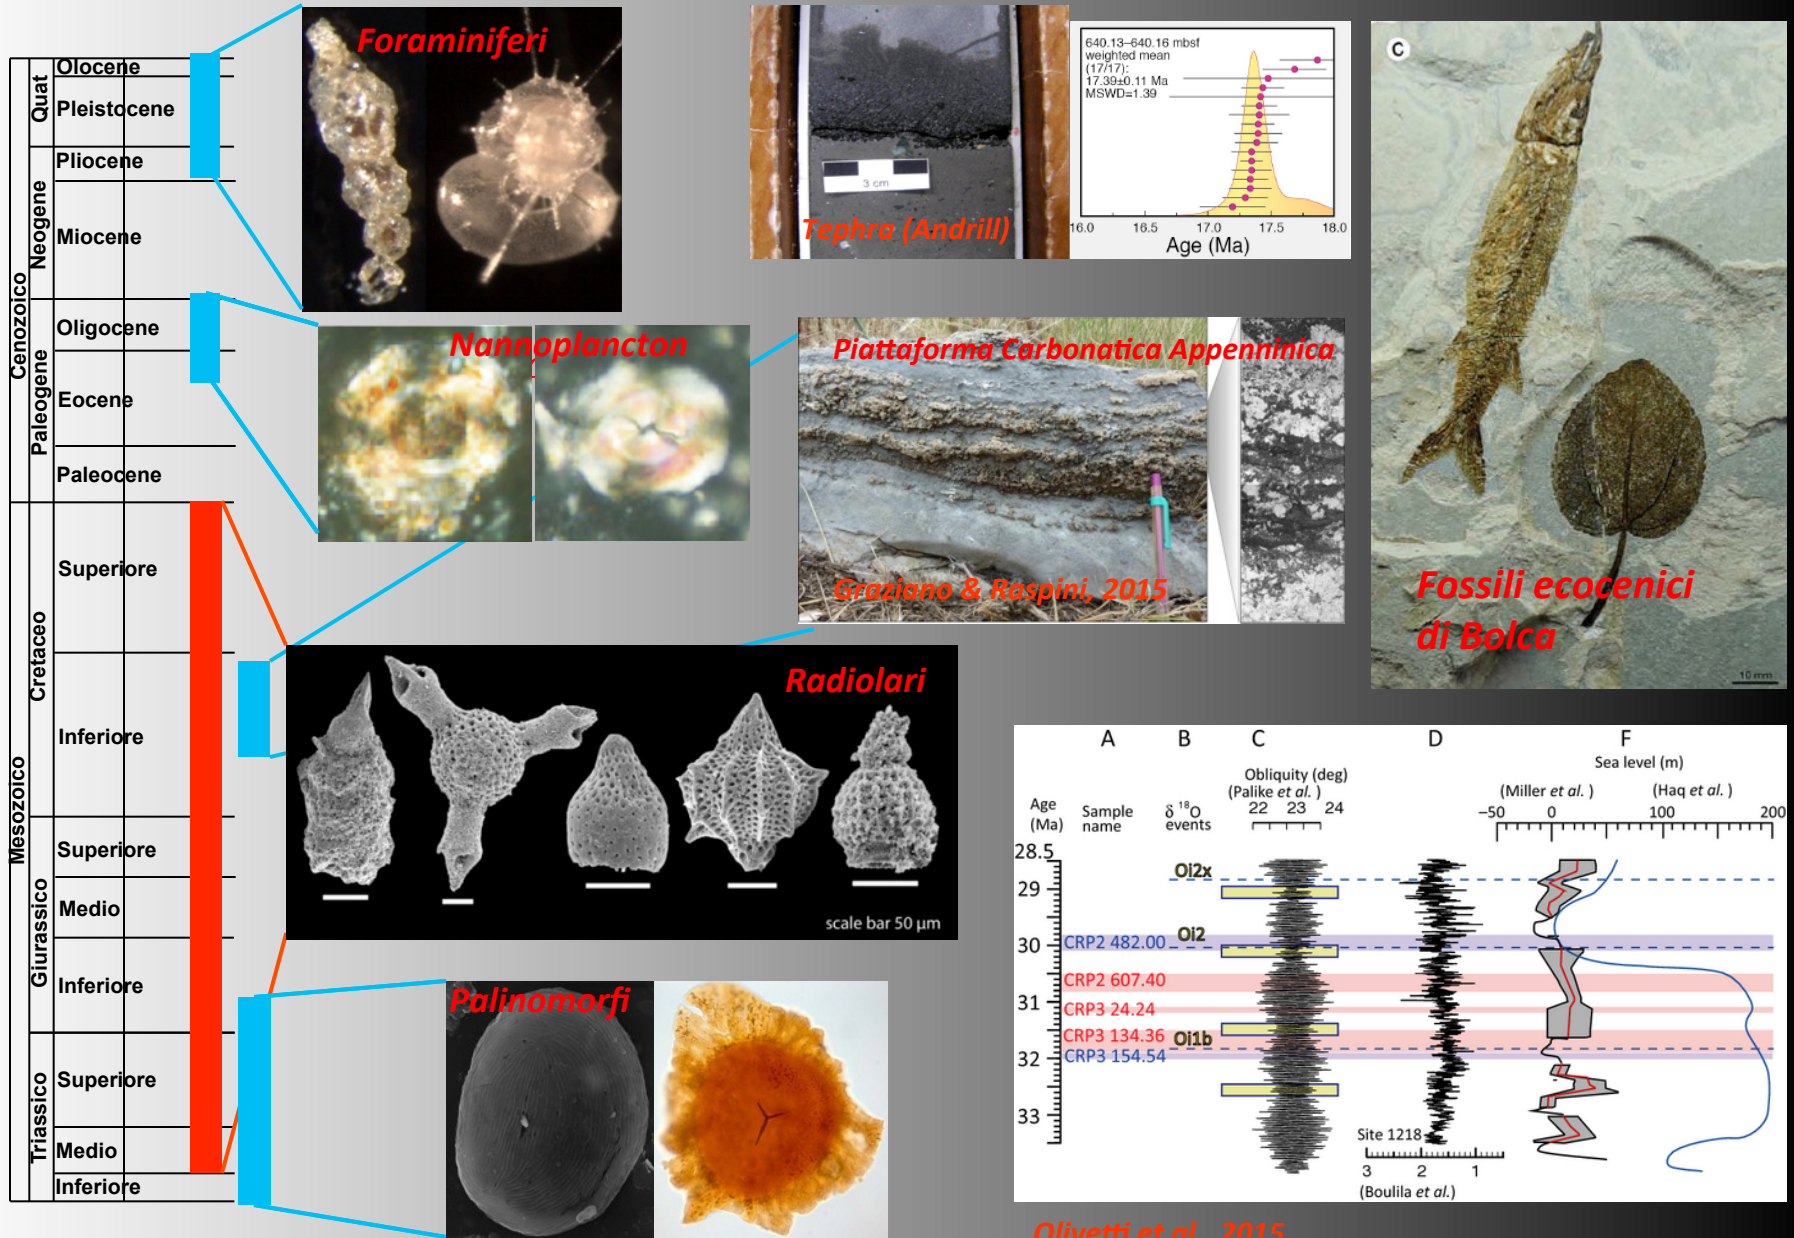 Cenozoico
Mesozoico
Quat
Neogene
Paleogene
Cretaceo
Giurassico
Triassico
Olocene
Pleistocene
Pliocene
Miocene
Oligocene
Eocene
Paleocene
Superiore
Inferiore
Superiore
Medio
Inferiore
Superiore
Medio
Inferiore
Foraminiferi
Tephra (Andrill)
3 cm
640.13–640.16 mbsf
weighted mean
(17/17):
17.39±0.11 Ma
MSWD=1.39
16.0 16.5 17.0 17.5 18.0
Age (Ma)
C
Fossili ecocenici
di Bolca
10 mm
Nannoplancton
Piattaforma Carbonatica Appenninica
Graziano & Raspini, 2015
Radiolari
scale bar 50 µm
Palinomorfi
A B C D F
Sea level (m)
Obliquity (deg)
(Palike et al. )
22 23 24
(Miller et al. ) (Haq et al. )
–50 0 100 200
Age
(Ma)
Sample
name
δ 18O
events
28.5
29
30
31
32
33
Oi2x
Oi2
Oi1b
CRP2 482.00
CRP2 607.40
CRP3 24.24
CRP3 134.36
CRP3 154.54
Site 1218
3 2 1
(Boulila et al.)
Olivetti et al., 2015